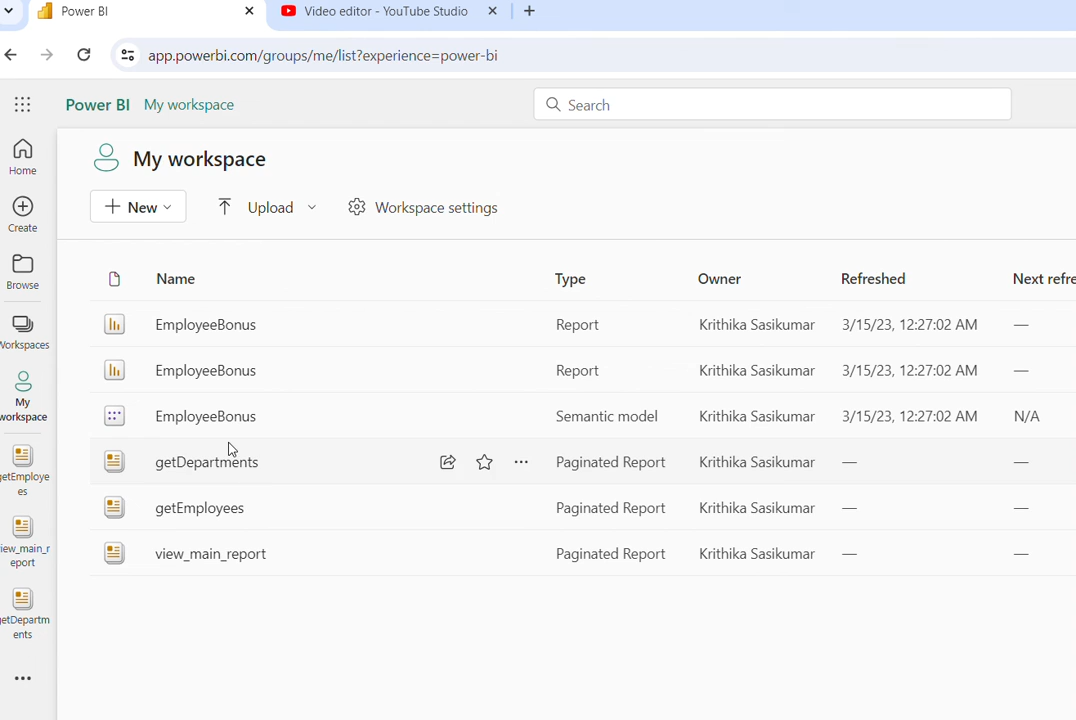 Power BI
Video editor - YouTube Studio
app.powerbi.com/groups/me/list?experience=power-bi
Power BI My workspace
Search
Home
Create
Browse
Workspaces
My
workspace
getEmploye
es
view_main_r
eport
getDepartm
ents
My workspace
New
Upload
Workspace settings
Name Type Owner Refreshed Next refre
EmployeeBonus Report Krithika Sasikumar 3/15/23, 12:27:02 AM —
EmployeeBonus Report Krithika Sasikumar 3/15/23, 12:27:02 AM —
EmployeeBonus Semantic model Krithika Sasikumar 3/15/23, 12:27:02 AM N/A
getDepartments Paginated Report Krithika Sasikumar — —
getEmployees Paginated Report Krithika Sasikumar — —
view_main_report Paginated Report Krithika Sasikumar — —